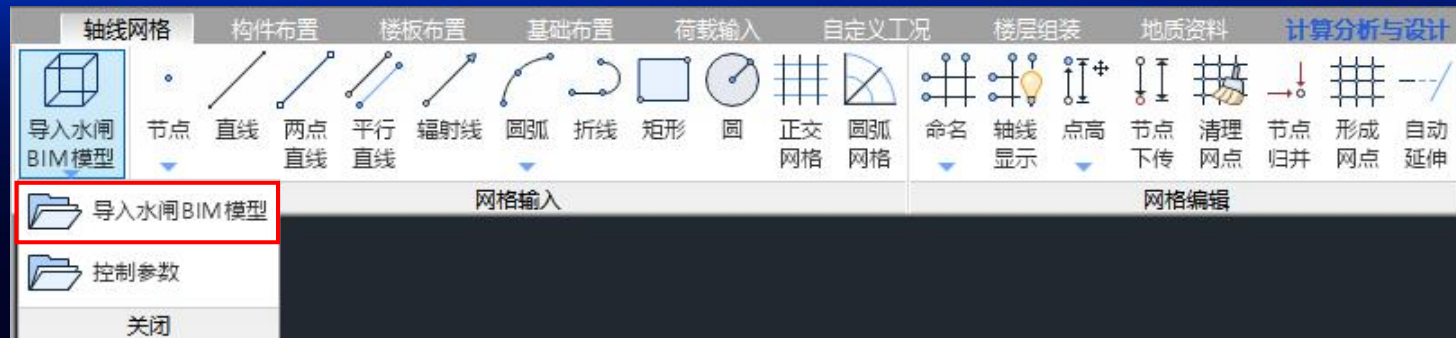 轴线网格 构件布置 楼板布置 基础布置 荷载输入 自定义工况 楼层组装 地质资料 计算分析与设计
导入水闸 节点 直线 两点 平行 辐射线 圆弧 折线 矩形 圆 正交 圆弧 命名 轴线 点高 节点 清理 节点 形成 自动
BIM模型 直线 直线 网格 网格 显示 下传 网点 归并 网点 延伸
网格输入 网格编辑
导入水闸BIM模型
控制参数
关闭